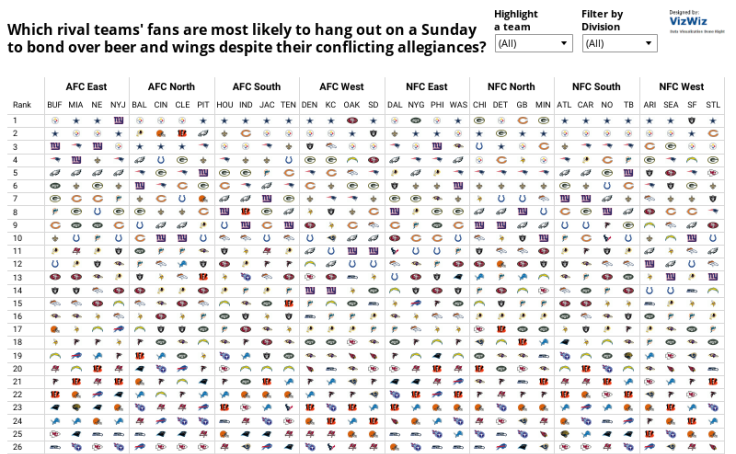 Which rival teams' fans are most likely to hang out on a Sunday
to bond over beer and wings despite their conflicting allegiances?
Highlight
a team
(All)
Filter by
Division
(All)
Designed by:
VizWiz
data visualization done right
AFC East AFC North AFC South AFC West NFC East NFC North NFC South NFC West
Rank BUF MIA NE NYJ BAL CIN CLE PIT HOU IND JAC TEN DEN KC OAK SD DAL NYG PHI WAS CHI DET GB MIN ATL CAR NO TB ARI SEA SF STL
1
2
3
4
5
6
7
8
9
10
11
12
13
14
15
16
17
18
19
20
21
22
23
24
25
26